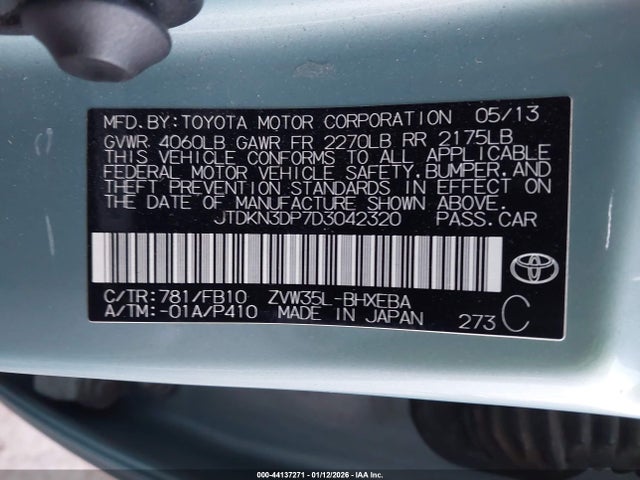 MFD.BY:TOYOTA MOTOR CORPORATION 05/13
GVWR 4060LB GAWR FR 2270LB RR 2175LB
THIS VEHICLE CONFORMS TO ALL APPLICABLE
FEDERAL MOTOR VEHICLE SAFETY,BUMPER,AND
THEFT PREVENTION STANDARDS IN EFFECT ON
THE DATE OF MANUFACTURE SHOWN ABOVE.
JTDKN3DP7D3042320 PASS.CAR
C/TR:781/FB10 ZVW35L-BHXEBA
A/TM:-01A/P410 MADE IN JAPAN 273 C
000-44137271 - 01/12/2026 - IAA Inc.